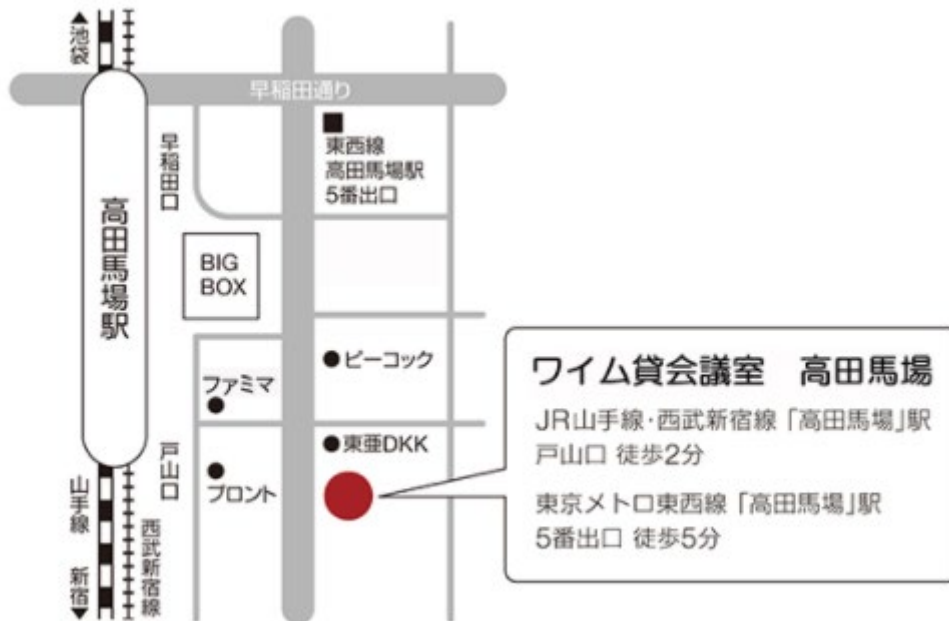 ▲池袋
早稲田通り
早稲田口
■
東西線
高田馬場駅
5番出口
高田馬場駅
BIG
BOX
●ピーコック
ファミマ
●東亜DKK
戸山口
プロント
山手線
西武新宿線
新宿▼
ワイム貸会議室 高田馬場
JR山手線・西武新宿線「高田馬場」駅
戸山口 徒歩2分
東京メトロ東西線「高田馬場」駅
5番出口 徒歩5分